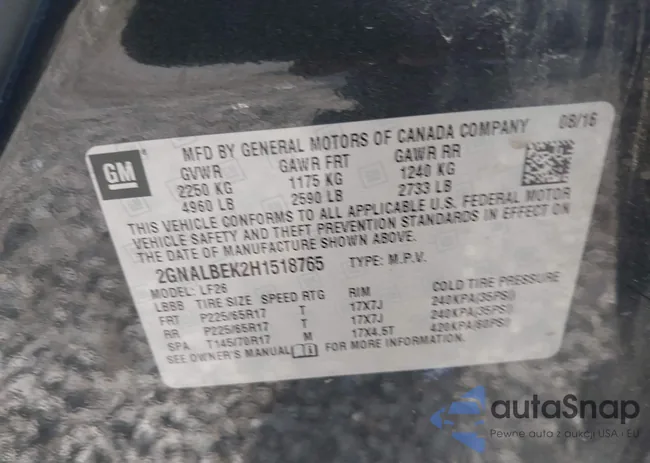 GM
MFD BY GENERAL MOTORS OF CANADA COMPANY 08/16
GVWR GAWR FRT GAWR RR
2250 KG 1175 KG 1240 KG
4960 LB 2590 LB 2733 LB
THIS VEHICLE CONFORMS TO ALL APPLICABLE U.S. FEDERAL MOTOR
VEHICLE SAFETY AND THEFT PREVENTION STANDARDS IN EFFECT ON
THE DATE OF MANUFACTURE SHOWN ABOVE.
2GNALBEK2H1518765 TYPE: M.P.V.
MODEL: LF26
LBBB TIRE SIZE SPEED RTG RIM COLD TIRE PRESSURE
FRT P225/65R17 T 17X7J 240KPA(35PSI)
RR P225/65R17 T 17X7J 240KPA(35PSI)
SPA T145/70R17 M 17X4.5T 420KPA(60PSI)
SEE OWNER'S MANUAL FOR MORE INFORMATION.
autaSnap
Pewne auta z aukcji USA - EU